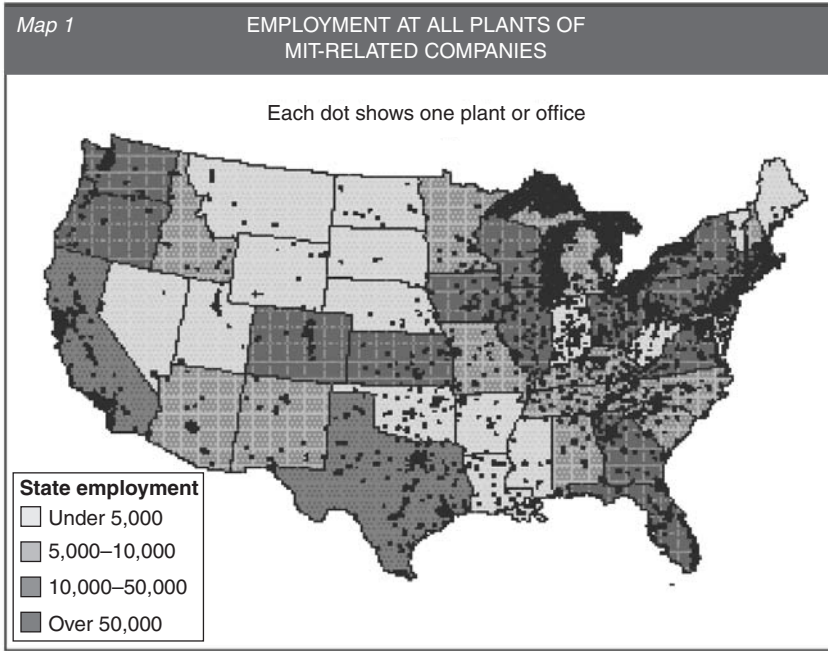 Map 1
EMPLOYMENT AT ALL PLANTS OF
MIT-RELATED COMPANIES
Each dot shows one plant or office
State employment
Under 5,000
5,000–10,000
10,000–50,000
Over 50,000